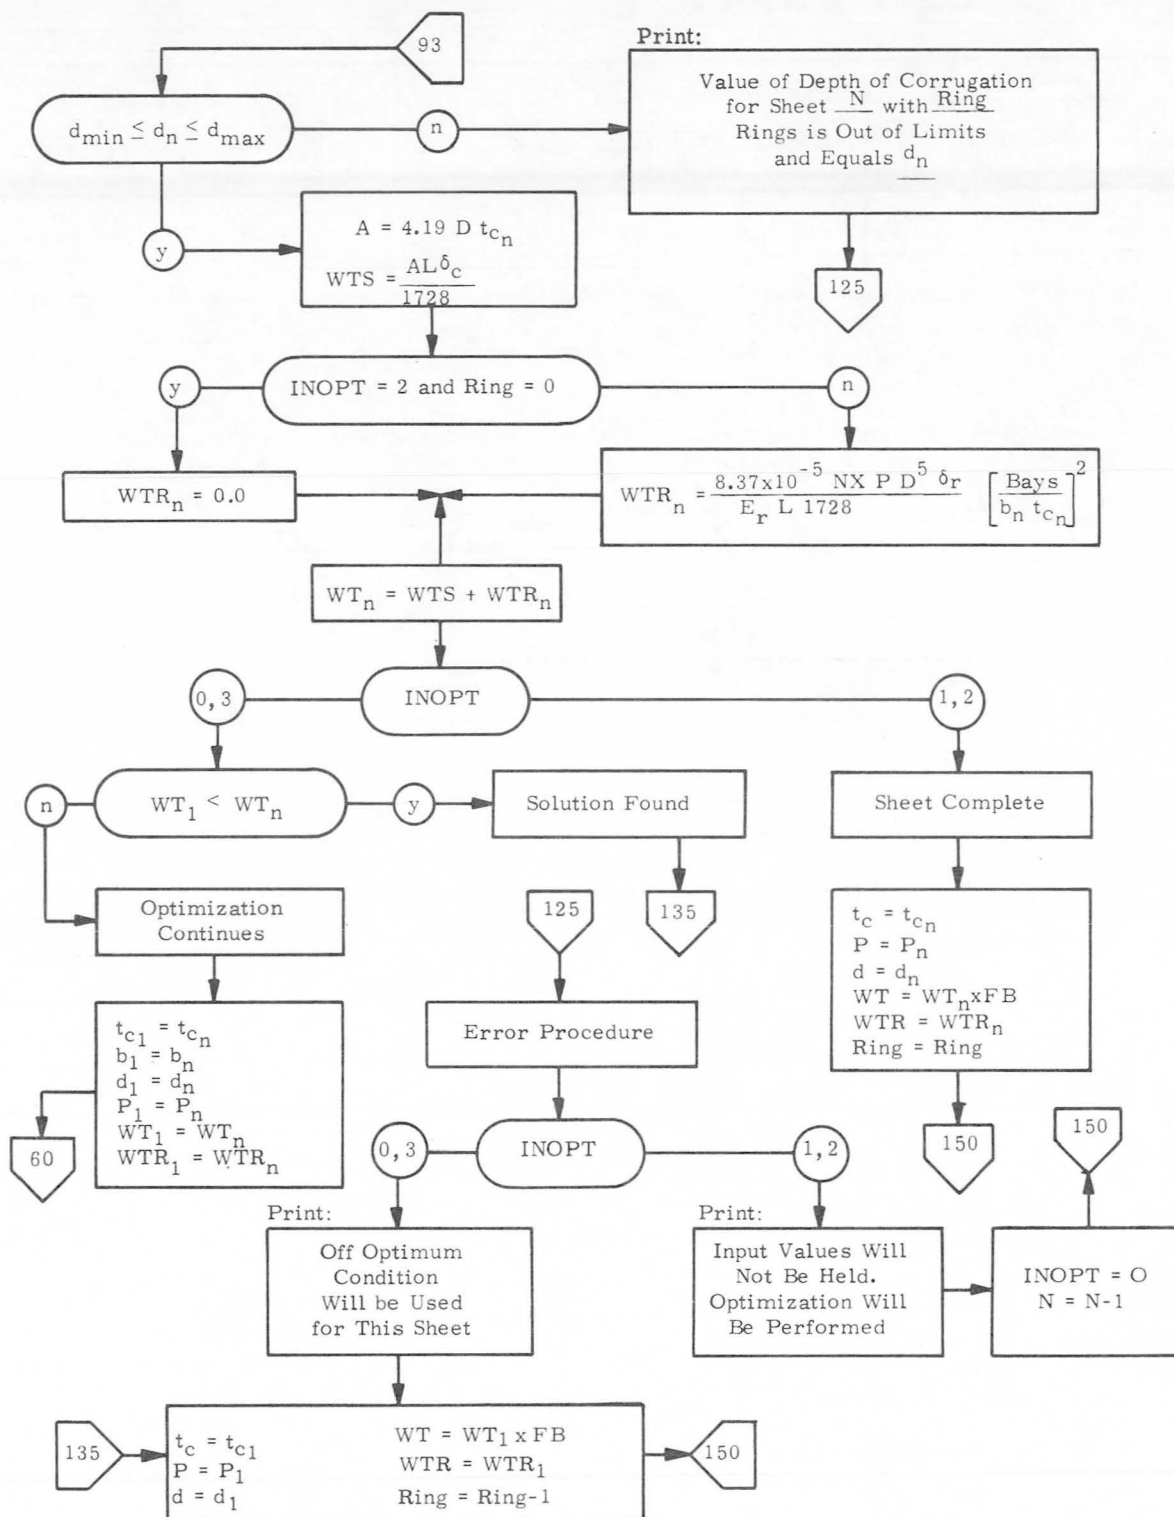 93
Print:
Value of Depth of Corrugation
for Sheet N with Ring
Rings is Out of Limits
and Equals dn
dmin ≤ dn ≤ dmax
n
y
A = 4.19 D tcn
WTS = ALδc / 1728
125
INOPT = 2 and Ring = 0
y
n
WTRn = 0.0
WTRn = 8.37x10^-5 NX P D^5 δr / Er L 1728 [Bays / bn tcn]^2
WTn = WTS + WTRn
0,3
INOPT
1,2
n
WT1 < WTn
y
Solution Found
Sheet Complete
Optimization
Continues
125
135
tc = tcn
P = Pn
d = dn
WT = WTnxFB
WTR = WTRn
Ring = Ring
tc1 = tcn
b1 = bn
d1 = dn
P1 = Pn
WT1 = WTn
WTR1 = WTRn
60
Error Procedure
0,3
INOPT
1,2
150
150
Print:
Off Optimum
Condition
Will be Used
for This Sheet
Print:
Input Values Will
Not Be Held.
Optimization Will
Be Performed
INOPT = O
N = N-1
135
tc = tc1
P = P1
d = d1
WT = WT1 x FB
WTR = WTR1
Ring = Ring-1
150